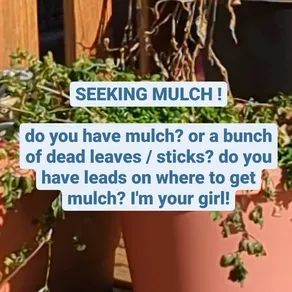 SEEKING MULCH !
do you have mulch? or a bunch
of dead leaves / sticks? do you
have leads on where to get
mulch? I'm your girl!